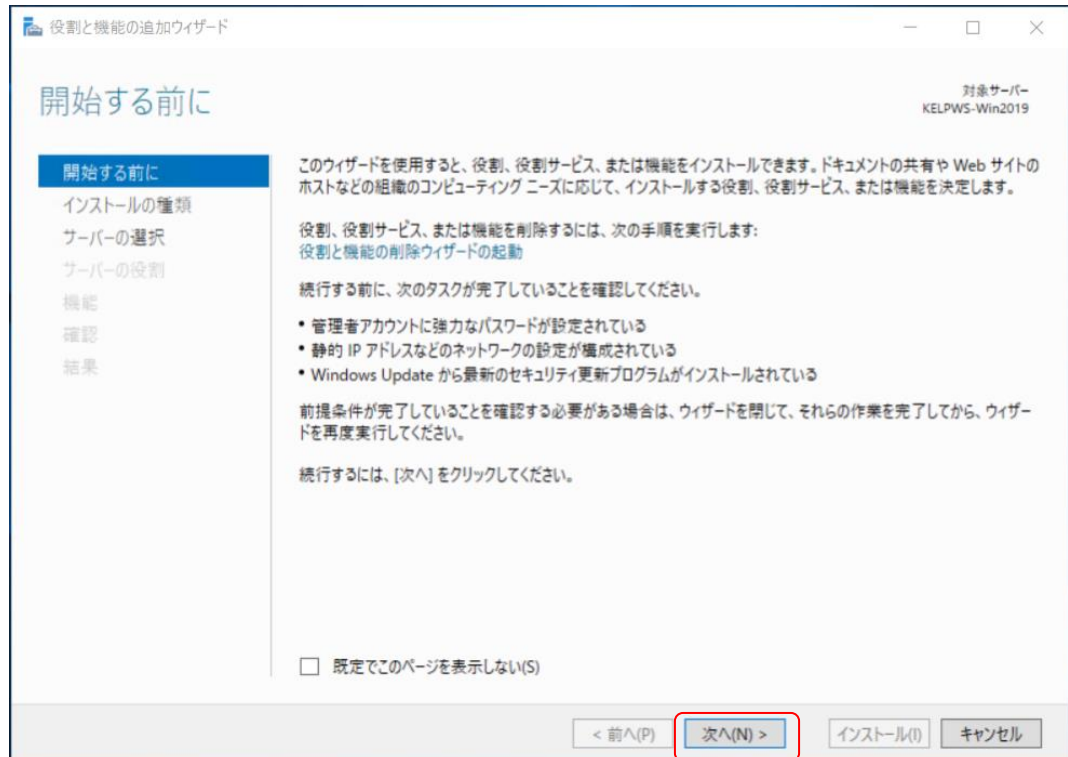 役割と機能の追加ウィザード
開始する前に
対象サーバー
KELPWS-Win2019
開始する前に
インストールの種類
サーバーの選択
サーバーの役割
機能
確認
結果
このウィザードを使用すると、役割、役割サービス、または機能をインストールできます。ドキュメントの共有や Web サイトの
ホストなどの組織のコンピューティング ニーズに応じて、インストールする役割、役割サービス、または機能を決定します。
役割、役割サービス、または機能を削除するには、次の手順を実行します:
役割と機能の削除ウィザードの起動
続行する前に、次のタスクが完了していることを確認してください。
• 管理者アカウントに強力なパスワードが設定されている
• 静的 IP アドレスなどのネットワークの設定が構成されている
• Windows Update から最新のセキュリティ更新プログラムがインストールされている
前提条件が完了していることを確認する必要がある場合は、ウィザードを閉じて、それらの作業を完了してから、ウィザー
ドを再度実行してください。
続行するには、[次へ] をクリックしてください。
既定でこのページを表示しない(S)
< 前へ(P)
次へ(N) >
インストール(I)
キャンセル